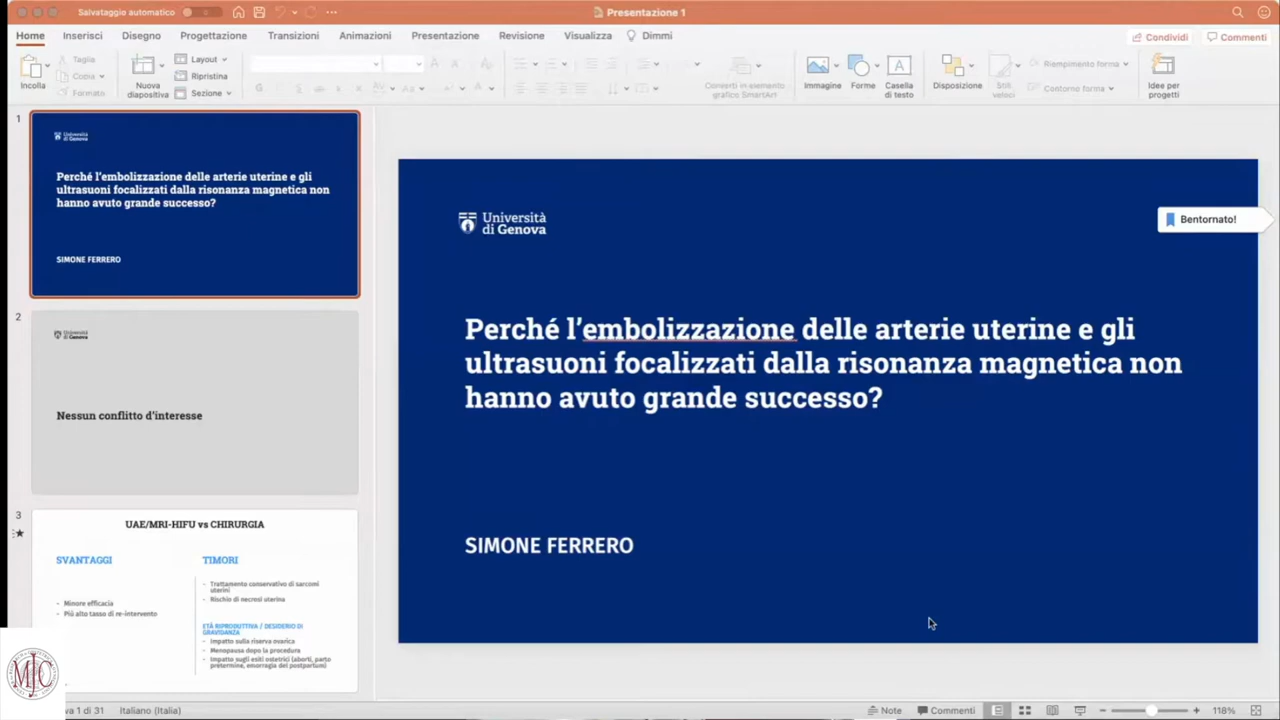 Salvataggio automatico
Presentazione 1
Home
Inserisci
Disegno
Progettazione
Transizioni
Animazioni
Presentazione
Revisione
Visualizza
Dimmi
Condividi
Commenti
Incolla
Taglia
Copia
Formato
Nuova
diapositiva
Layout
Ripristina
Sezione
Converti in elemento
grafico SmartArt
Immagine
Forme
Casella
di testo
Disposizione
Stili
veloci
Riempimento forma
Contorno forma
Idee per
progetti
1
Università
di Genova
Perché l'embolizzazione delle arterie uterine e gli
ultrasuoni focalizzati dalla risonanza magnetica non
hanno avuto grande successo?
SIMONE FERRERO
2
Università
di Genova
Nessun conflitto d'interesse
3
UAE/MRI-HIFU vs CHIRURGIA
SVANTAGGI
- Minore efficacia
- Più alto tasso di re-intervento
TIMORI
- Trattamento conservativo di sarcomi
uterini
- Rischio di necrosi uterina
ETÀ RIPRODUTTIVA / DESIDERIO DI
GRAVIDANZA
- Impatto sulla riserva ovarica
- Menopausa dopo la procedura
- Impatto sugli esiti ostetrici (aborti, parto
pretermine, emorragia del postpartum)
Università
di Genova
Bentornato!
Perché l'embolizzazione delle arterie uterine e gli
ultrasuoni focalizzati dalla risonanza magnetica non
hanno avuto grande successo?
SIMONE FERRERO
MJC
va 1 di 31
Italiano (Italia)
Note
Commenti
118%